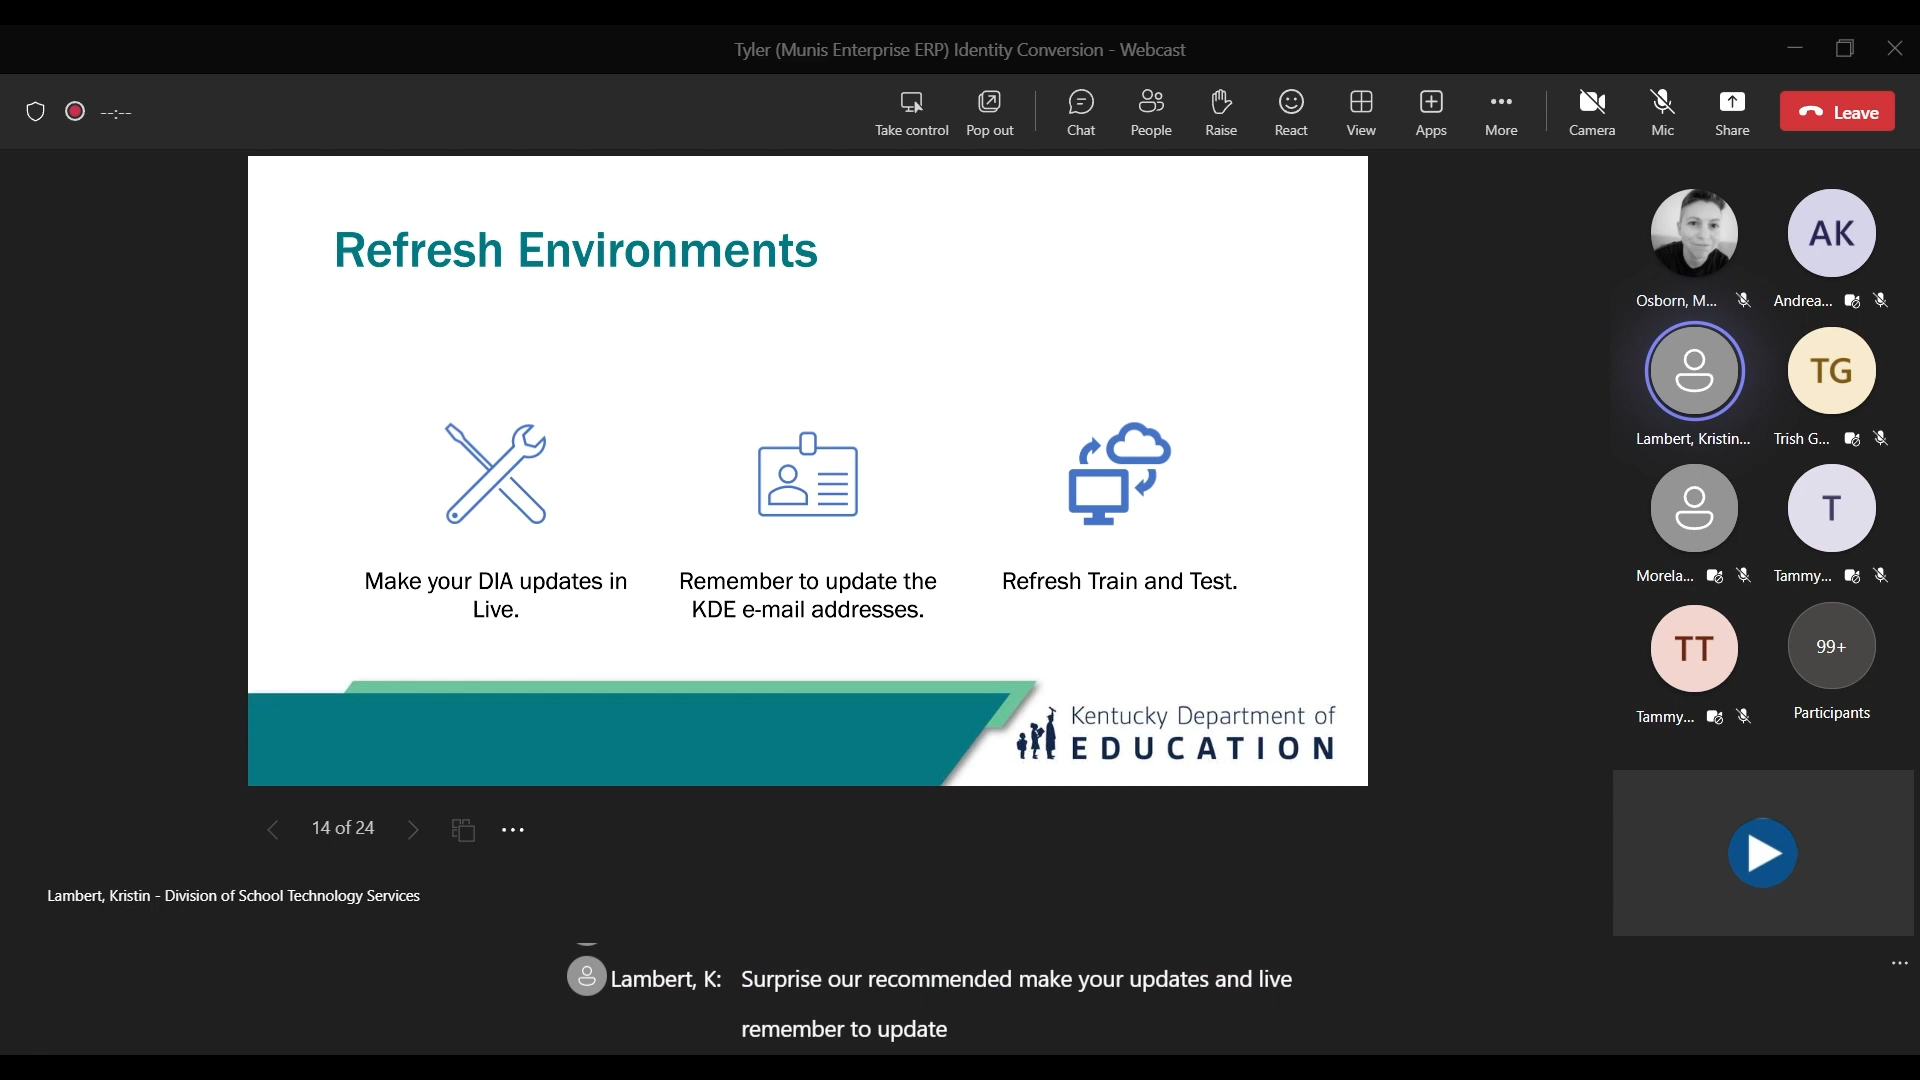 Tyler (Munis Enterprise ERP) Identity Conversion - Webcast
--:--
Take control
Pop out
Chat
People
Raise
React
View
Apps
More
Camera
Mic
Share
Leave
Refresh Environments
Make your DIA updates in
Live.
Remember to update the
KDE e-mail addresses.
Refresh Train and Test.
Kentucky Department of
EDUCATION
AK
Osborn, M...
Andrea...
TG
Lambert, Kristin...
Trish G...
T
Morela...
Tammy...
TT
99+
Tammy...
Participants
14 of 24
Lambert, Kristin - Division of School Technology Services
Lambert, K: Surprise our recommended make your updates and live
remember to update